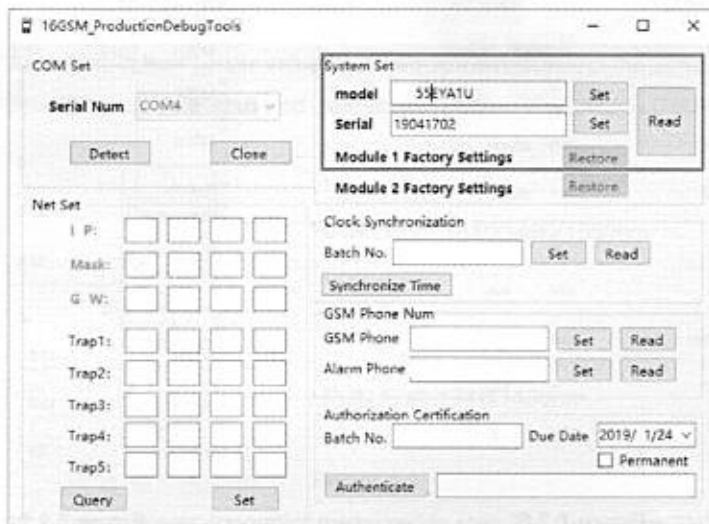 16GSM_ProductionDebugTools
COM Set
Serial Num COM4
Detect Close
System Set
model 55EYA1U Set
Serial 19041702 Set
Read
Module 1 Factory Settings Restore
Module 2 Factory Settings Restore
Net Set
I P:
Mask:
G W:
Trap1:
Trap2:
Trap3:
Trap4:
Trap5:
Query Set
Clock Synchronization
Batch No. Set Read
Synchronize Time
GSM Phone Num
GSM Phone Set Read
Alarm Phone Set Read
Authorization Certification
Batch No. Due Date 2019/ 1/24
Permanent
Authenticate